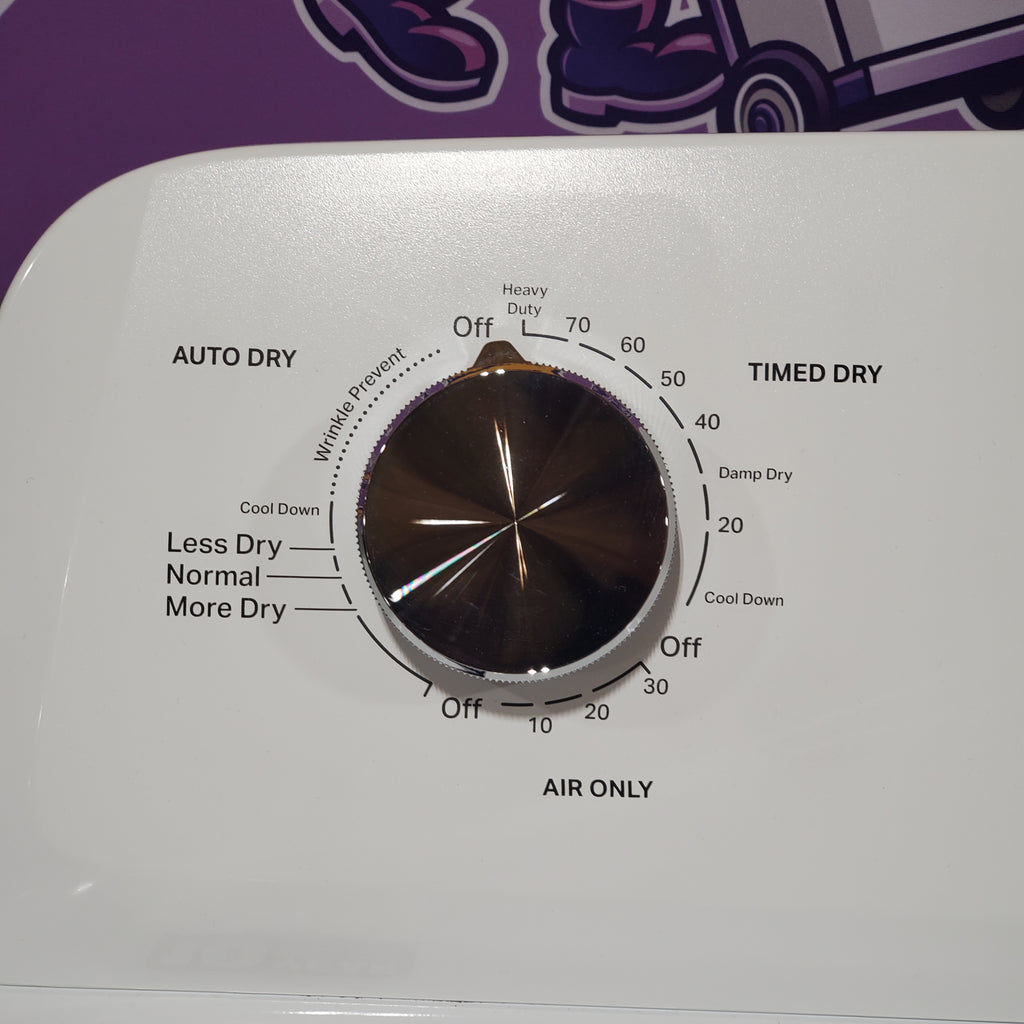 Heavy
Duty
Off
70
60
50
40
Damp Dry
20
Cool Down
TIMED DRY
AUTO DRY
Wrinkle Prevent
Cool Down
Less Dry
Normal
More Dry
Off
Off
30
20
10
AIR ONLY